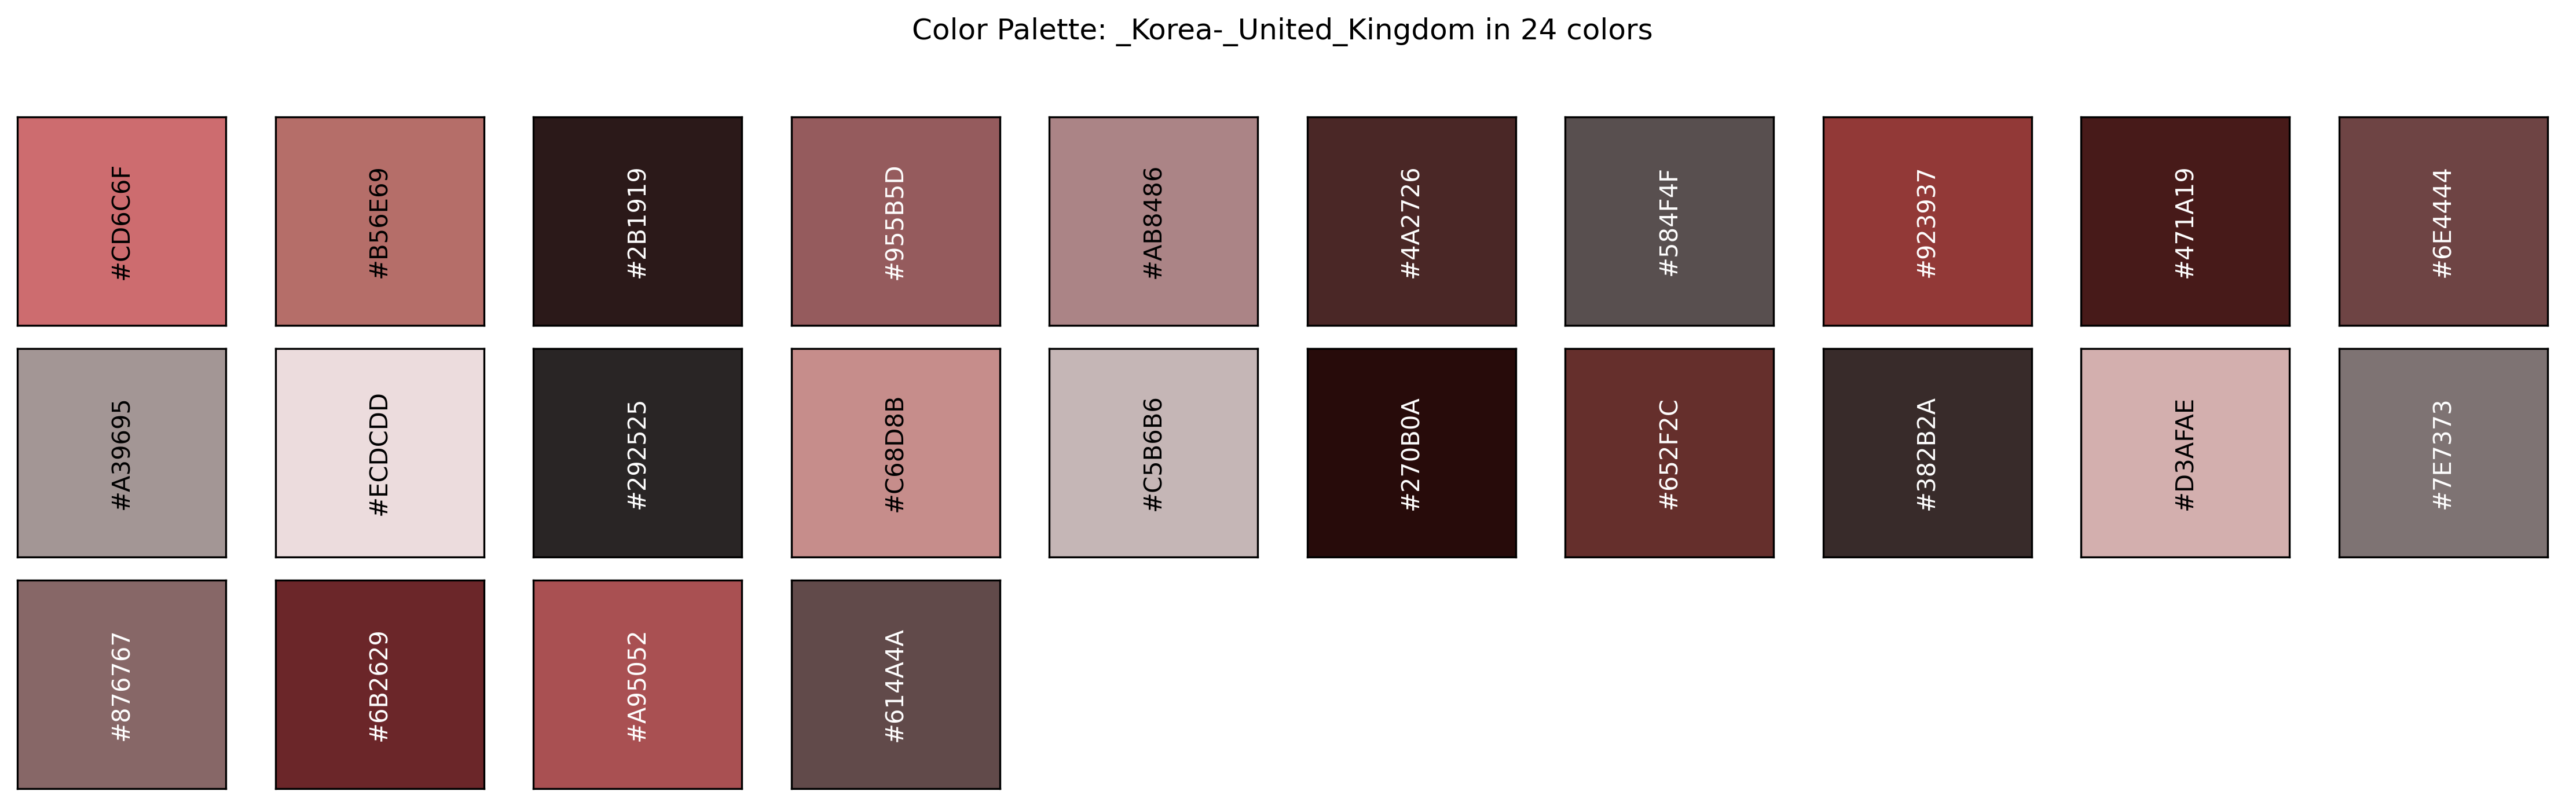 Color Palette: _Korea-_United_Kingdom in 24 colors
#CD6C6F
#B56E69
#2B1919
#955B5D
#AB8486
#4A2726
#584F4F
#923937
#471A19
#6E4444
#A39695
#ECDCDD
#292525
#C68D8B
#C5B6B6
#270B0A
#652F2C
#382B2A
#D3AFAE
#7E7373
#876767
#6B2629
#A95052
#614A4A